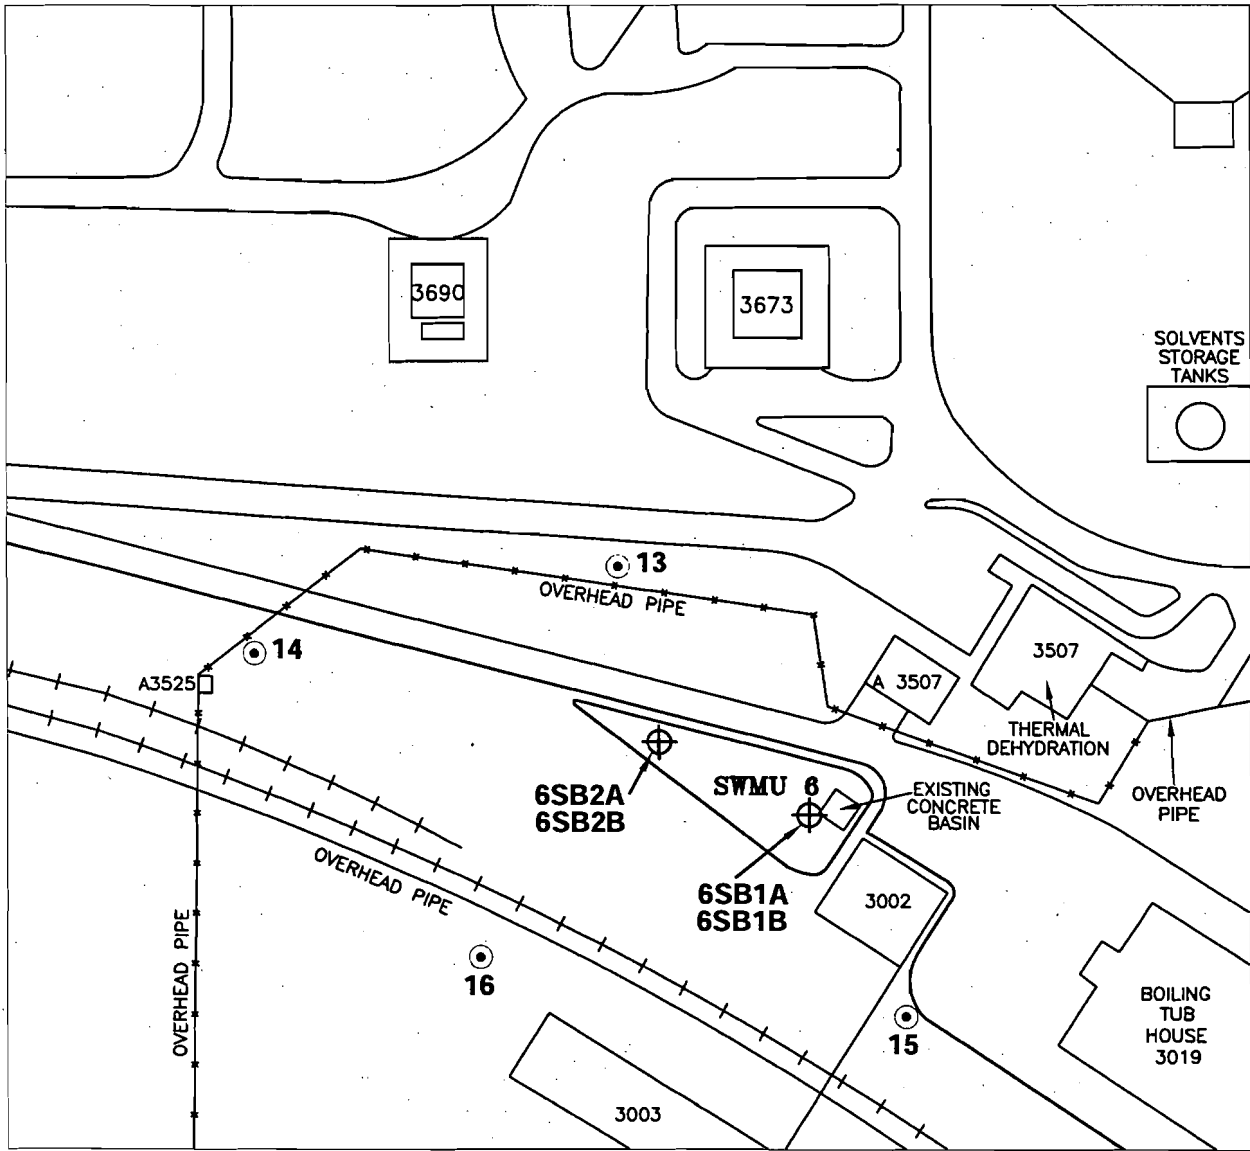 3690
3673
SOLVENTS
STORAGE
TANKS
13
OVERHEAD PIPE
14
A3525
3507
A 3507
THERMAL
DEHYDRATION
6SB2A
6SB2B
SWMU 6
EXISTING
CONCRETE
BASIN
OVERHEAD
PIPE
OVERHEAD PIPE
6SB1A
6SB1B
3002
OVERHEAD PIPE
16
15
BOILING
TUB
HOUSE
3019
3003